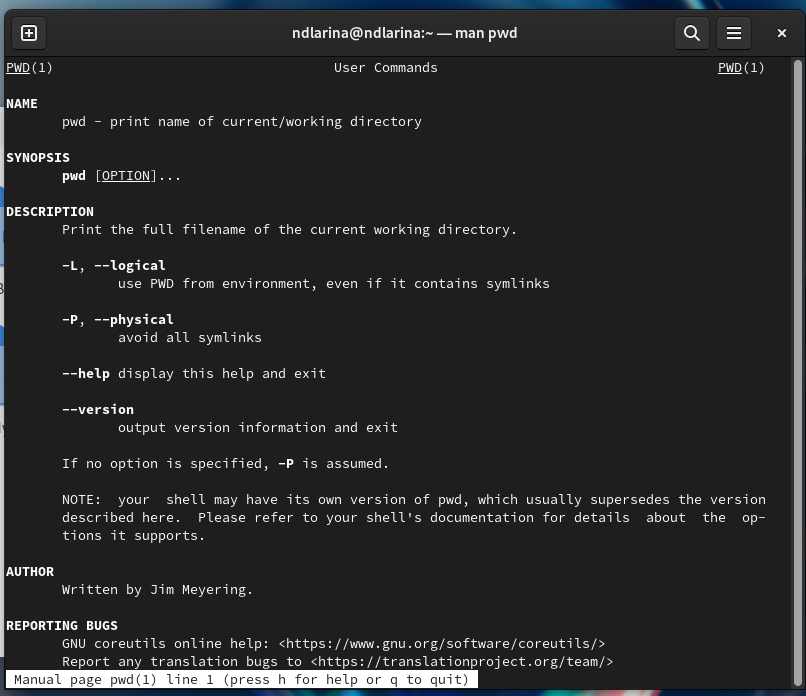 ndlarina@ndlarina:~ — man pwd
PWD(1) User Commands PWD(1)
NAME
pwd - print name of current/working directory
SYNOPSIS
pwd [OPTION]...
DESCRIPTION
Print the full filename of the current working directory.
-L, --logical
use PWD from environment, even if it contains symlinks
-P, --physical
avoid all symlinks
--help display this help and exit
--version
output version information and exit
If no option is specified, -P is assumed.
NOTE:  your  shell may have its own version of pwd, which usually supersedes the version
described here.  Please refer to your shell's documentation for details  about  the  op-
tions it supports.
AUTHOR
Written by Jim Meyering.
REPORTING BUGS
GNU coreutils online help: <https://www.gnu.org/software/coreutils/>
Report any translation bugs to <https://translationproject.org/team/>
Manual page pwd(1) line 1 (press h for help or q to quit)